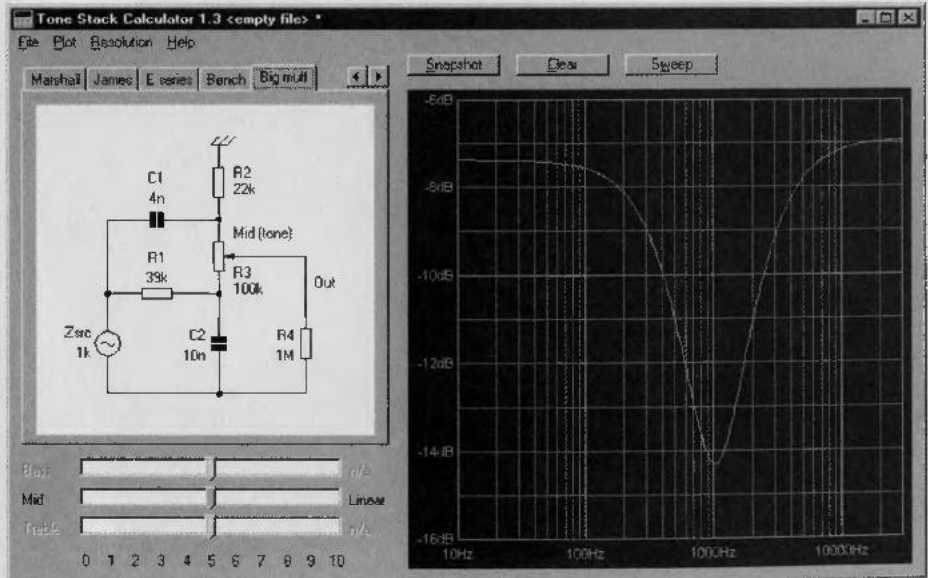 Tone Stack Calculator 1.3 <empty file> *
File Plot Resolution Help
Marshall James E series Bench Big muff
Snapshot Clear Sweep
C1
4n
R2
22k
Mid (tone)
R1
39k
R3
100k
Out
Zsrc
1k
C2
10n
R4
1M
-6dB
-8dB
-10dB
-12dB
-14dB
-16dB
10Hz 100Hz 1000Hz 10000Hz
Bass n/a
Mid Linear
Treble n/a
0 1 2 3 4 5 6 7 8 9 10